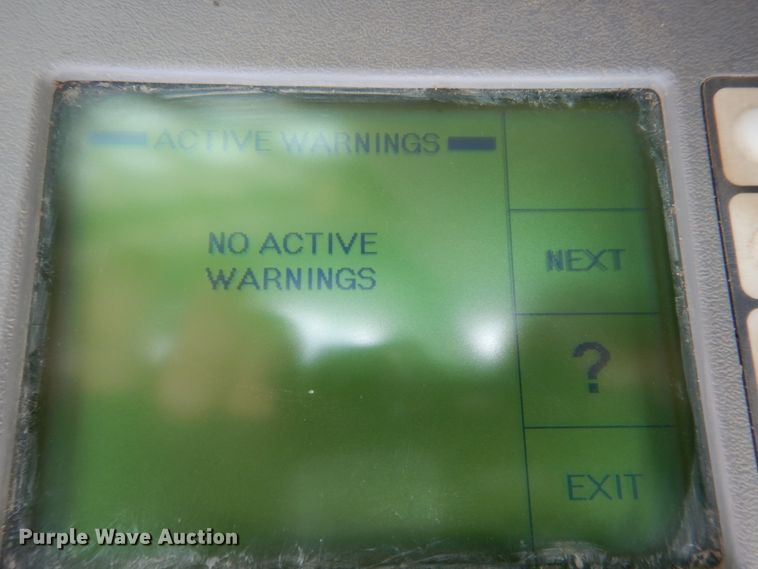 ACTIVE WARNINGS
NO ACTIVE
WARNINGS
NEXT
?
EXIT
Purple Wave Auction